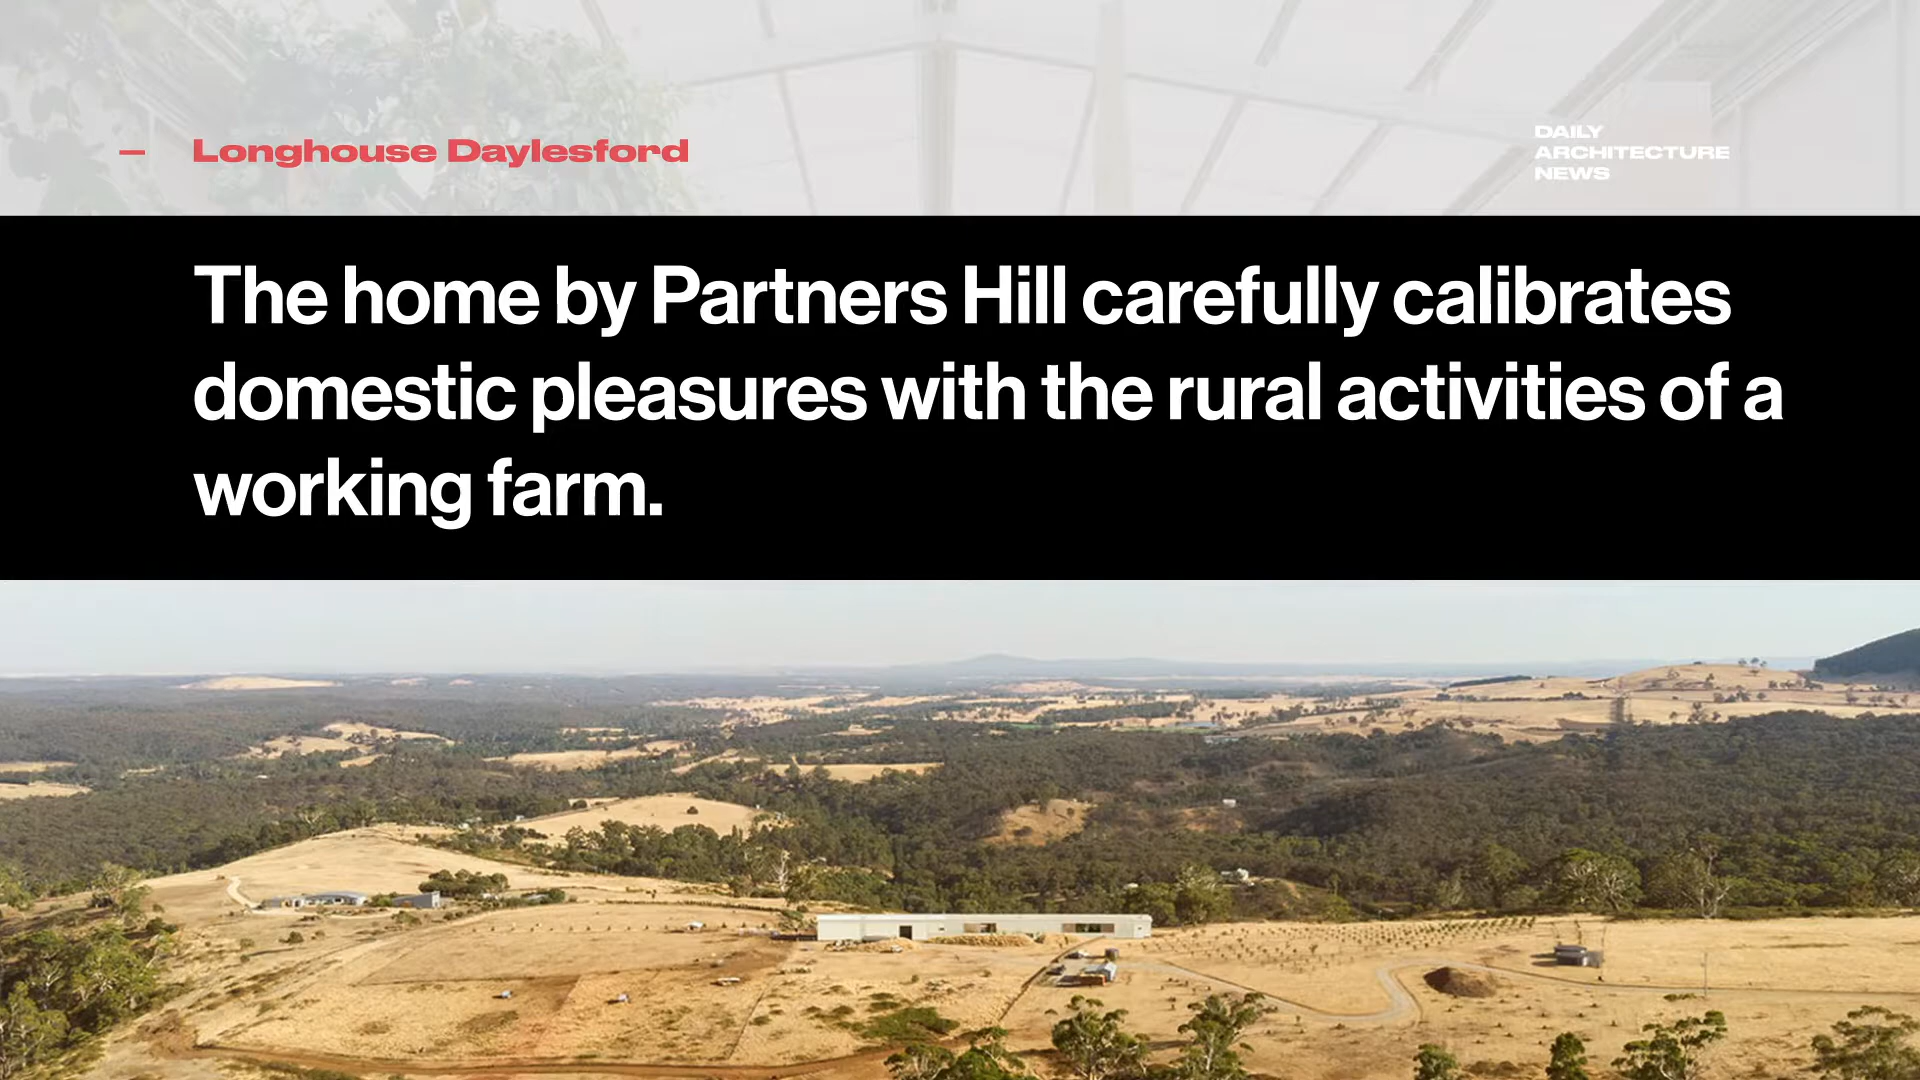 — Longhouse Daylesford
DAILY
ARCHITECTURE
NEWS
The home by Partners Hill carefully calibrates
domestic pleasures with the rural activities of a
working farm.